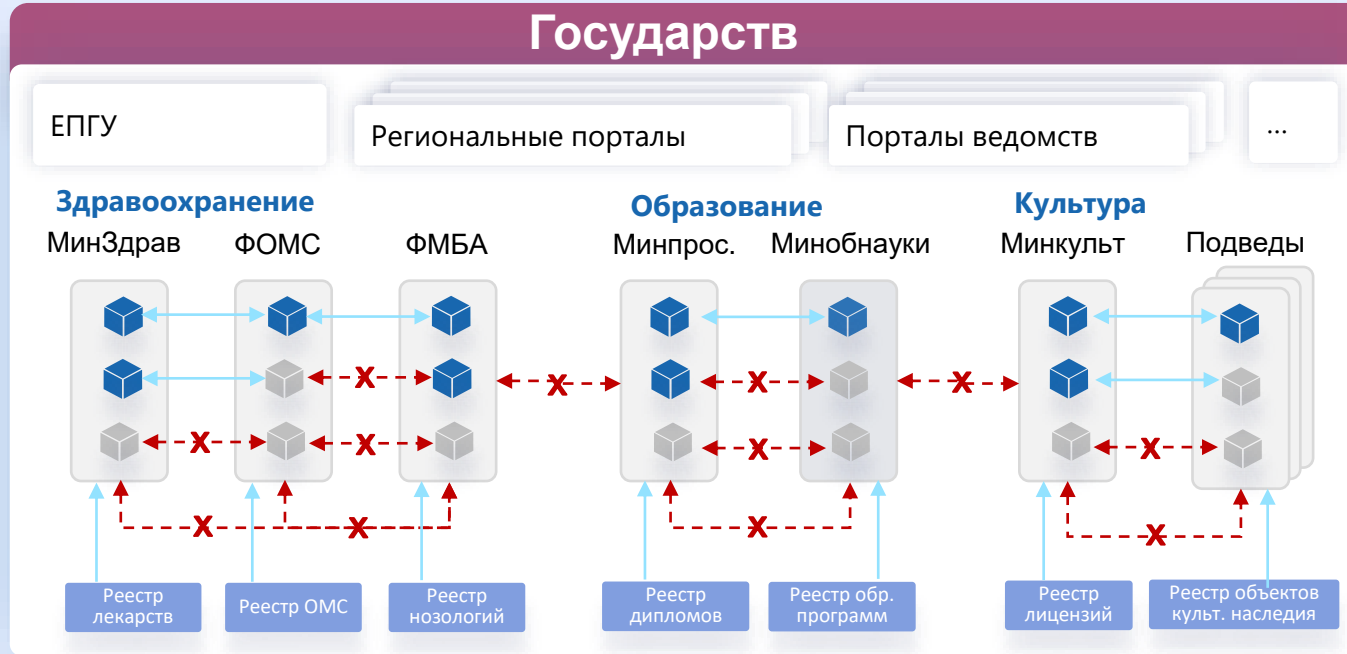 Государств
ЕПГУ
Региональные порталы
Порталы ведомств
...
Здравоохранение
Образование
Культура
МинЗдрав
ФОМС
ФМБА
Минпрос.
Минобнауки
Минкульт
Подведы
X
X
X
X
X
X
X
X
X
X
X
X
X
Реестр
лекарств
Реестр ОМС
Реестр
нозологий
Реестр
дипломов
Реестр обр.
программ
Реестр
лицензий
Реестр объектов
культ. наследия